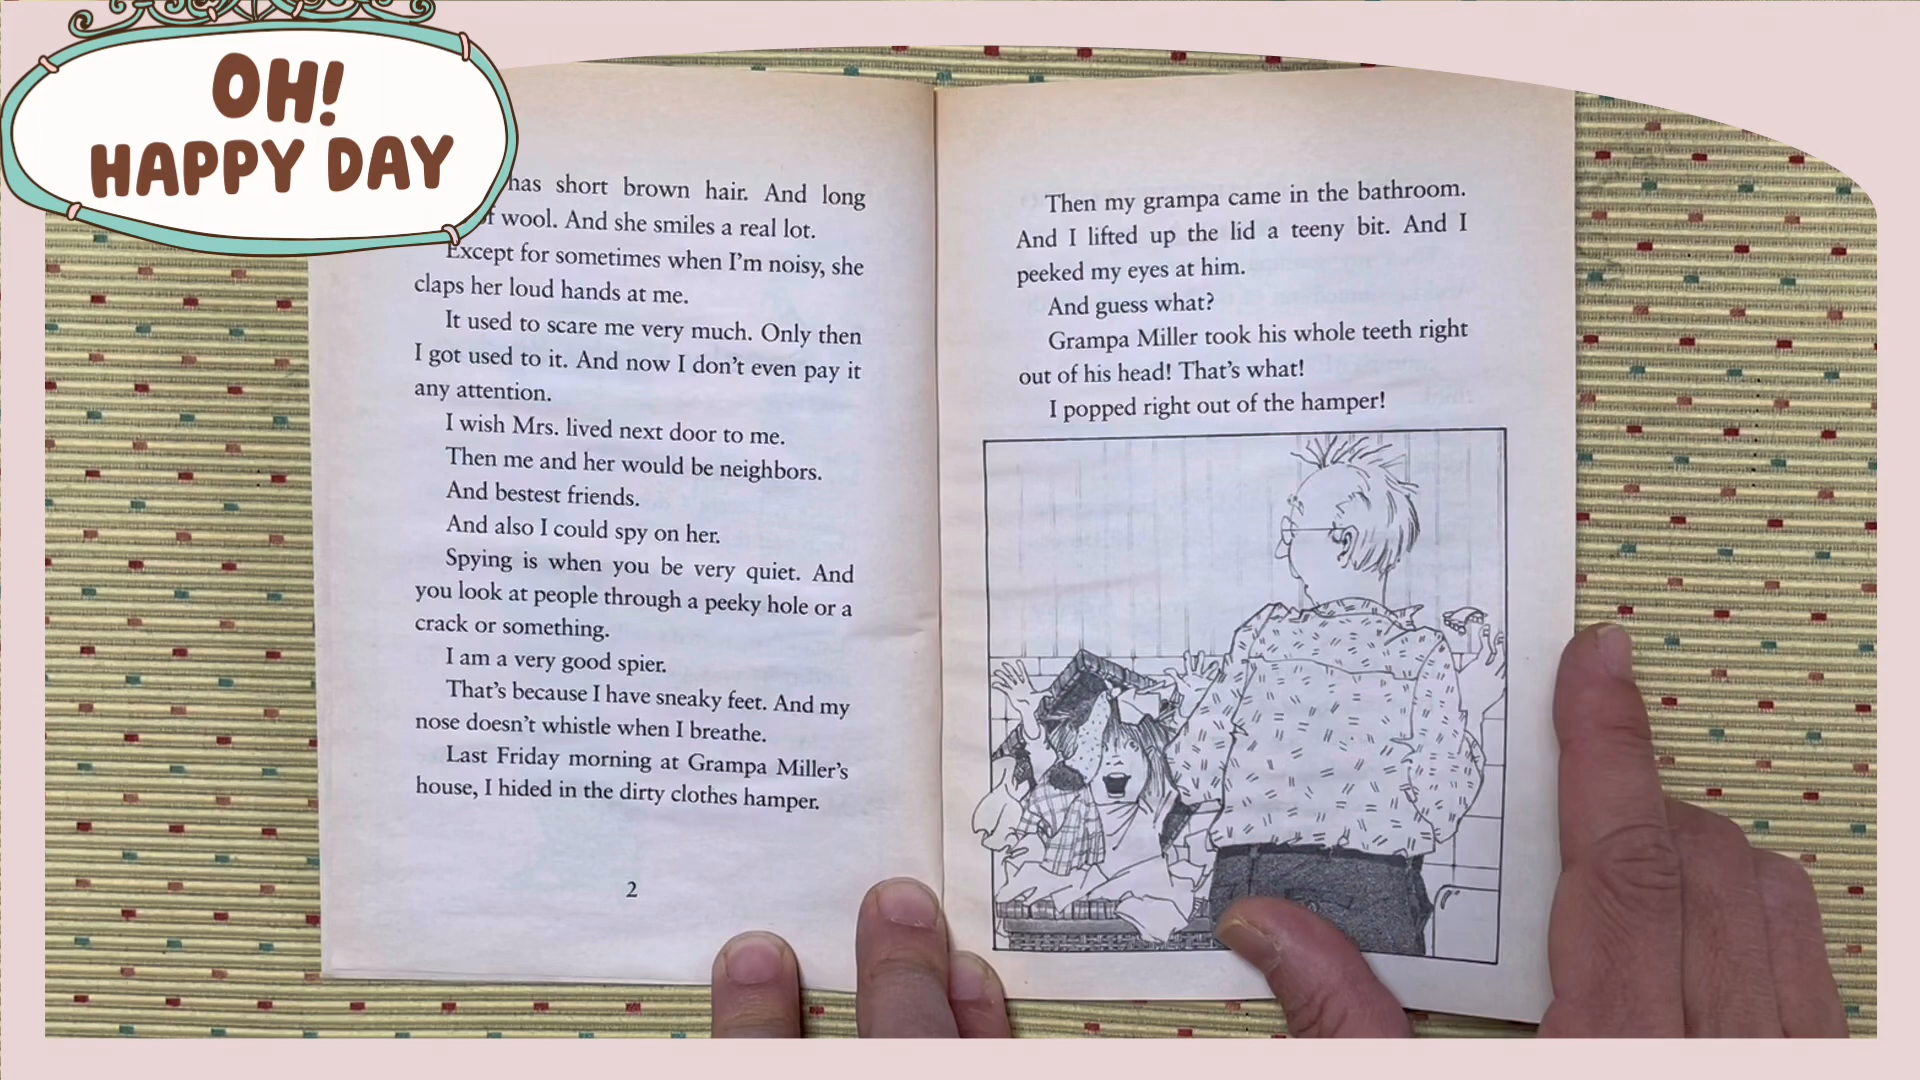 OH!
HAPPY DAY
has short brown hair. And long
wool. And she smiles a real lot.
Except for sometimes when I'm noisy, she
claps her loud hands at me.
It used to scare me very much. Only then
I got used to it. And now I don't even pay it
any attention.
I wish Mrs. lived next door to me.
Then me and her would be neighbors.
And bestest friends.
And also I could spy on her.
Spying is when you be very quiet. And
you look at people through a peeky hole or a
crack or something.
I am a very good spier.
That's because I have sneaky feet. And my
nose doesn't whistle when I breathe.
Last Friday morning at Grampa Miller's
house, I hided in the dirty clothes hamper.
2
Then my grampa came in the bathroom.
And I lifted up the lid a teeny bit. And I
peeked my eyes at him.
And guess what?
Grampa Miller took his whole teeth right
out of his head! That's what!
I popped right out of the hamper!